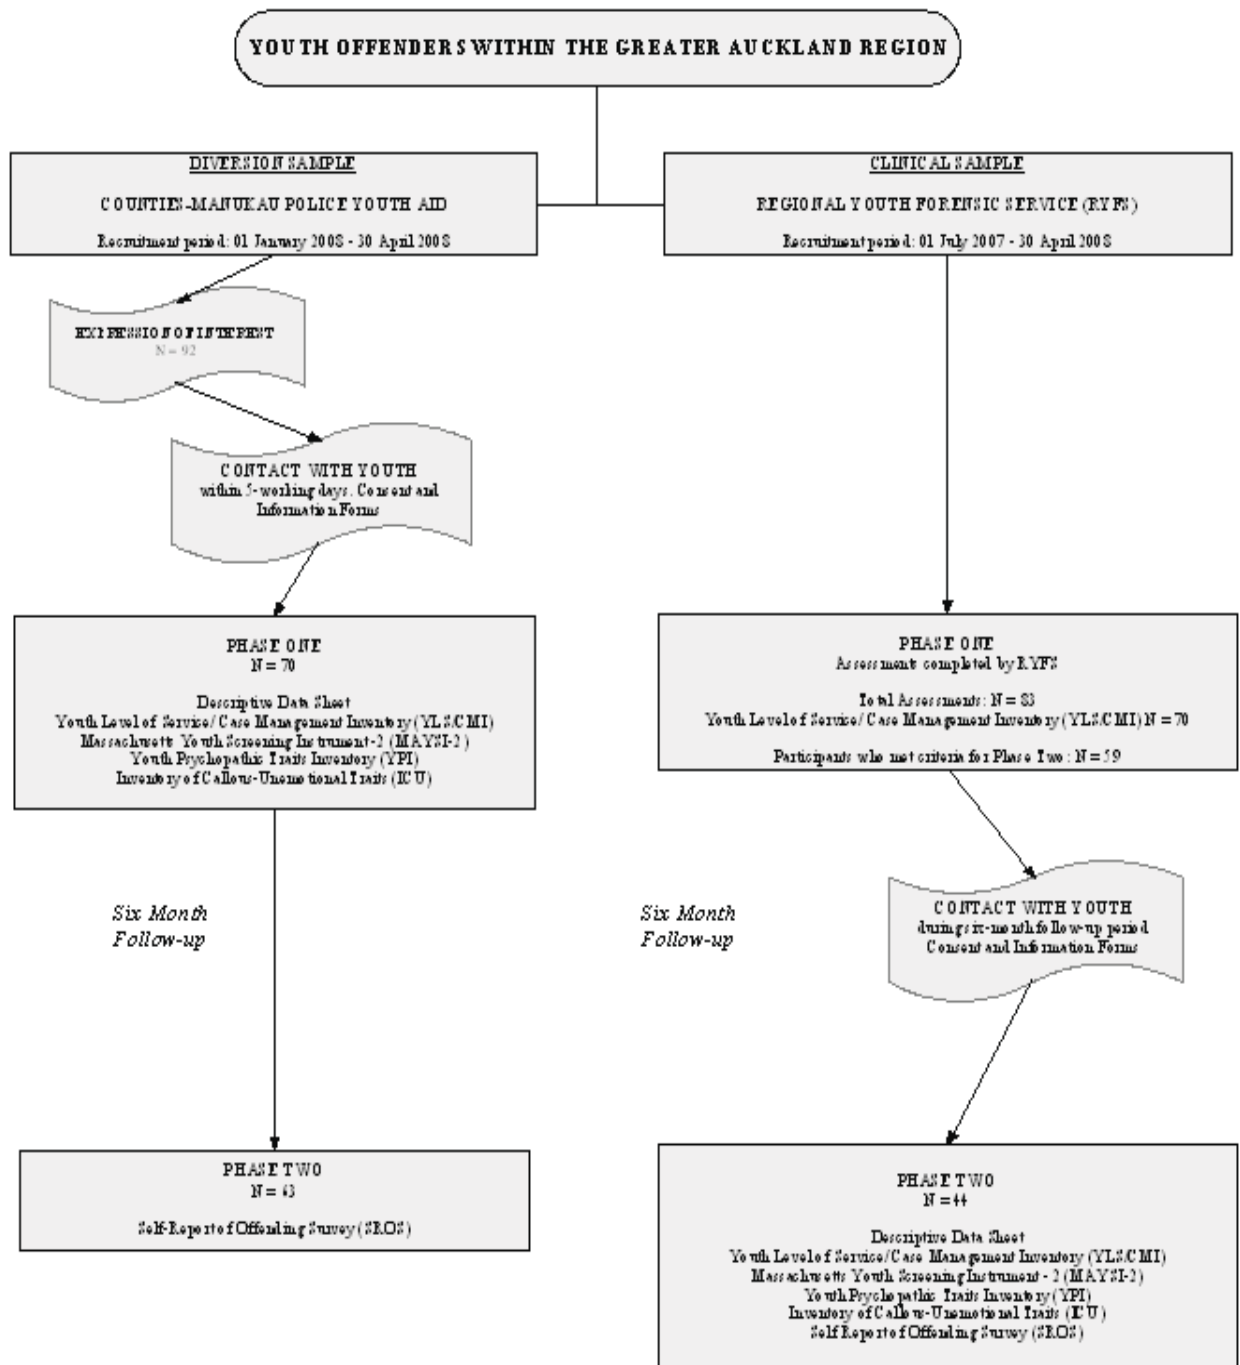 YOUTH OFFENDERS WITHIN THE GREATER AUCKLAND REGION
DIVERSION SAMPLE
COUNTIES-MANUKAU POLICE YOUTH AID
Recruitment period: 01 January 2008 - 30 April 2008
CLINICAL SAMPLE
REGIONAL YOUTH FORENSIC SERVICE (RYFS)
Recruitment period: 01 July 2007 - 30 April 2008
EXPRESSION OF INTEREST
N = 92
CONTACT WITH YOUTH
within 5-working days. Consent and
Information Forms
PHASE ONE
N = 70
Descriptive Data Sheet
Youth Level of Service/ Case Management Inventory (YLS/CMI)
Massachusetts Youth Screening Instrument-2 (MAYSI-2)
Youth Psychopathic Traits Inventory (YPI)
Inventory of Callous-Unemotional Traits (ICU)
PHASE ONE
Assessments completed by RYFS
Total Assessments: N = 83
Youth Level of Service/ Case Management Inventory (YLS/CMI) N = 70
Participants who met criteria for Phase Two: N = 59
Six Month
Follow-up
Six Month
Follow-up
CONTACT WITH YOUTH
during six-month follow-up period
Consent and Information Forms
PHASE TWO
N =
Self-Report of Offending Survey (SROS)
PHASE TWO
N = 44
Descriptive Data Sheet
Youth Level of Service/Case Management Inventory (YLS/CMI)
Massachusetts Youth Screening Instrument - 2 (MAYSI-2)
Youth Psychopathic Traits Inventory (YPI)
Inventory of Callous-Unemotional Traits (ICU)
Self Report of Offending Survey (SROS)